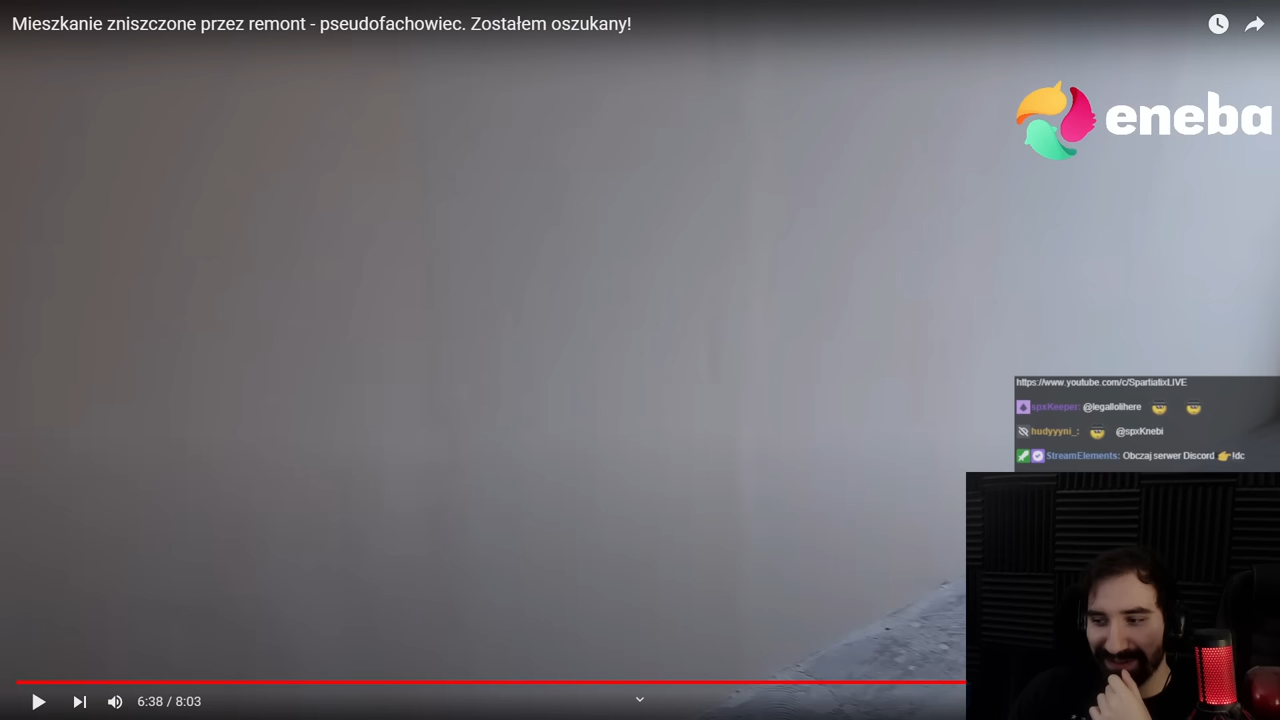 Mieszkanie zniszczone przez remont - pseudofachowiec. Zostałem oszukany!
eneba
https://www.youtube.com/c/SpartiatixLIVE
spxKeeper: @legallolihere
hudyyyni_: @spxKnebi
StreamElements: Obczaj serwer Discord 👉 !dc
6:38 / 8:03